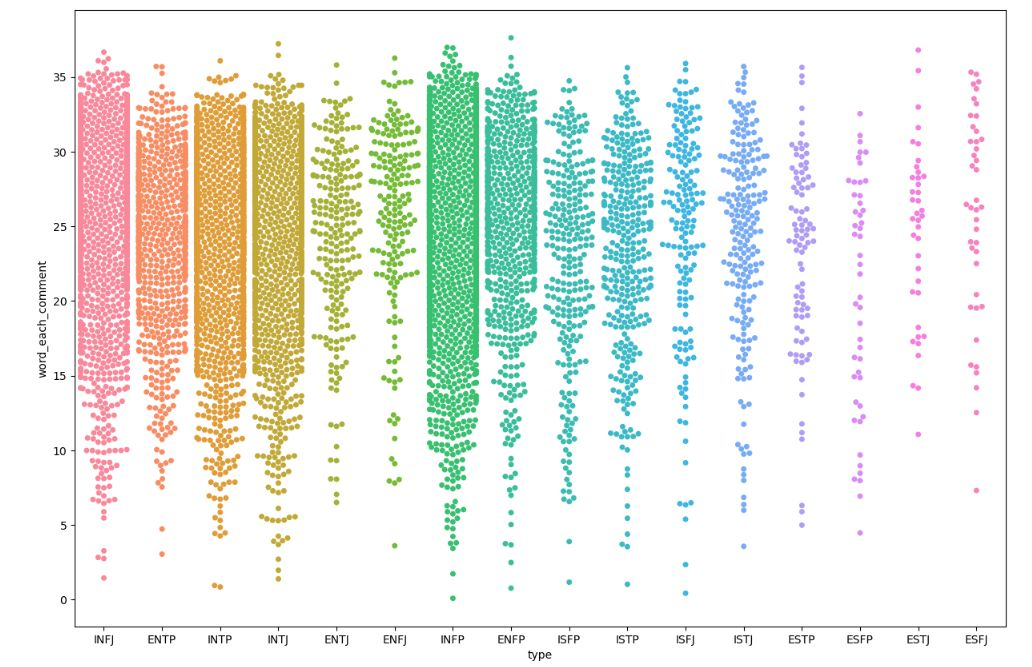 word_each_comment
35
30
25
20
15
10
5
0
INFJ ENTP INTP INTJ ENTJ ENFJ INFP ENFP ISFP ISTP ISFJ ISTJ ESTP ESFP ESTJ ESFJ
type